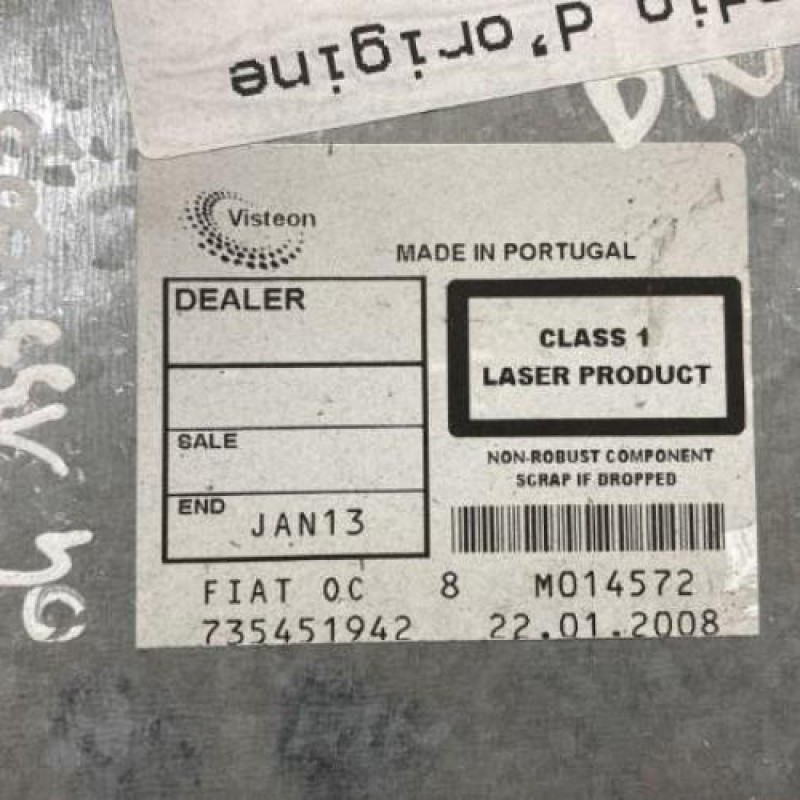 d'origine
Visteon
MADE IN PORTUGAL
DEALER
CLASS 1
LASER PRODUCT
SALE
NON-ROBUST COMPONENT
SCRAP IF DROPPED
END
JAN13
FIAT OC 8 M014572
735451942 22.01.2008